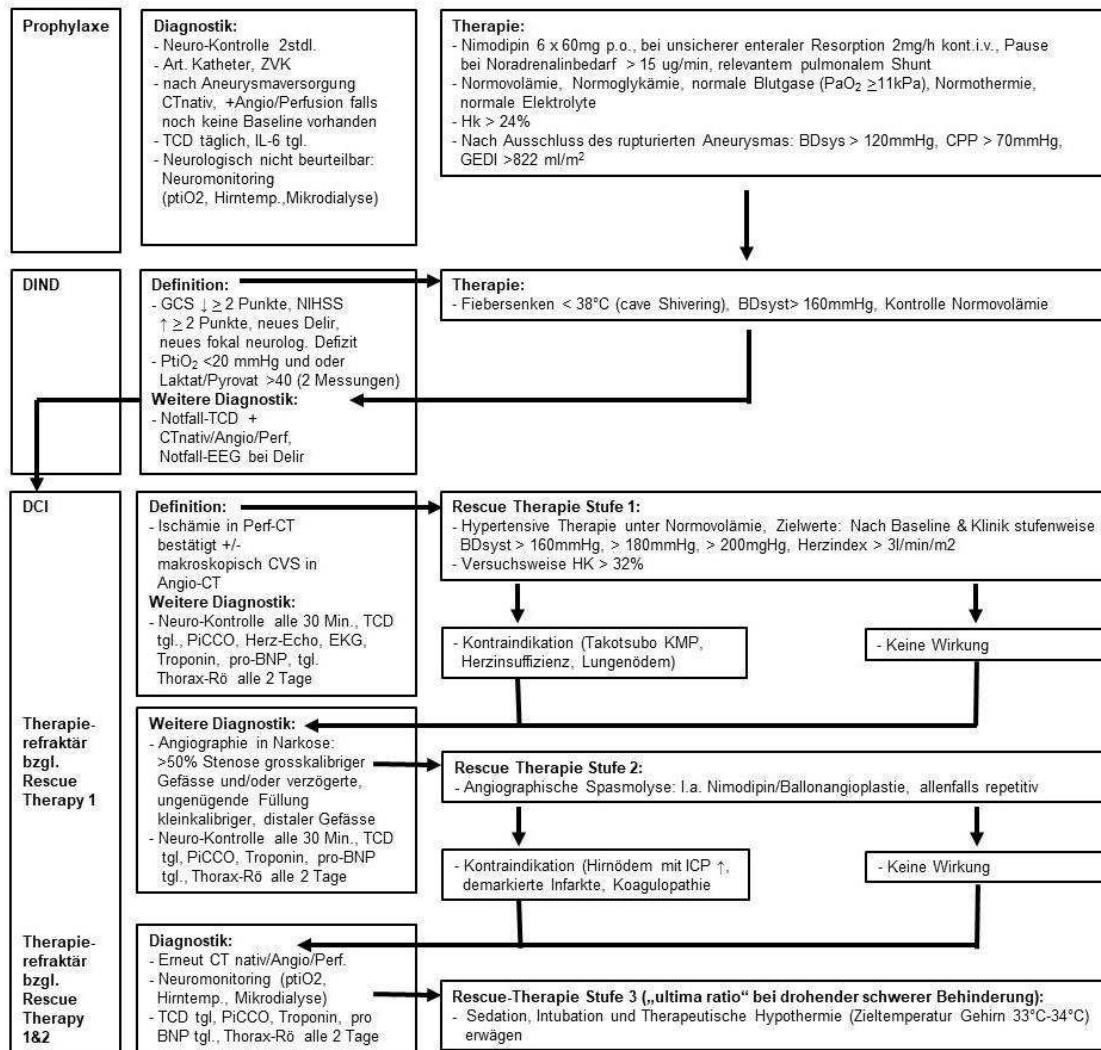 Prophylaxe
Diagnostik:
- Neuro-Kontrolle 2stdl.
- Art. Katheter, ZVK
- nach Aneurysmaversorgung
CTnativ, +Angio/Perfusion falls
noch keine Baseline vorhanden
- TCD täglich, IL-6 tgl.
- Neurologisch nicht beurteilbar:
Neuromonitoring
(ptiO2, Hirntemp.,Mikrodialyse)
Therapie:
- Nimodipin 6 x 60mg p.o., bei unsicherer enteraler Resorption 2mg/h kont.i.v., Pause
bei Noradrenalinbedarf > 15 ug/min, relevantem pulmonalem Shunt
- Normovolämie, Normoglykämie, normale Blutgase (PaO₂ ≥11kPa), Normothermie,
normale Elektrolyte
- Hk > 24%
- Nach Ausschluss des rupturierten Aneurysmas: BDsys > 120mmHg, CPP > 70mmHg,
GEDI >822 ml/m²
DIND
Definition:
- GCS ↓ ≥ 2 Punkte, NIHSS
↑ ≥ 2 Punkte, neues Delir,
neues fokal neurolog. Defizit
- PtiO₂ <20 mmHg und oder
Laktat/Pyrovat >40 (2 Messungen)
Weitere Diagnostik:
- Notfall-TCD +
CTnativ/Angio/Perf,
Notfall-EEG bei Delir
Therapie:
- Fiebersenken < 38°C (cave Shivering), BDsyst> 160mmHg, Kontrolle Normovolämie
DCI
Definition:
- Ischämie in Perf-CT
bestätigt +/-
makroskopisch CVS in
Angio-CT
Weitere Diagnostik:
- Neuro-Kontrolle alle 30 Min., TCD
tgl., PiCCO, Herz-Echo, EKG,
Troponin, pro-BNP, tgl.
Thorax-Rö alle 2 Tage
Rescue Therapie Stufe 1:
- Hypertensive Therapie unter Normovolämie, Zielwerte: Nach Baseline & Klinik stufenweise
BDsyst > 160mmHg, > 180mmHg, > 200mgHg, Herzindex > 3l/min/m2
- Versuchsweise HK > 32%
- Kontraindikation (Takotsubo KMP,
Herzinsuffizienz, Lungenödem)
- Keine Wirkung
Therapie-
refraktär
bzgl.
Rescue
Therapy 1
Weitere Diagnostik:
- Angiographie in Narkose:
>50% Stenose grosskalibriger
Gefässe und/oder verzögerte,
ungenügende Füllung
kleinkalibriger, distaler Gefässe
- Neuro-Kontrolle alle 30 Min., TCD
tgl, PiCCO, Troponin, pro-BNP
tgl., Thorax-Rö alle 2 Tage
Rescue Therapie Stufe 2:
- Angiographische Spasmolyse: I.a. Nimodipin/Ballonangioplastie, allenfalls repetitiv
- Kontraindikation (Hirnödem mit ICP ↑,
demarkierte Infarkte, Koagulopathie
- Keine Wirkung
Therapie-
refraktär
bzgl.
Rescue
Therapy
1&2
Diagnostik:
- Erneut CT nativ/Angio/Perf.
- Neuromonitoring (ptiO2,
Hirntemp., Mikrodialyse)
- TCD tgl, PiCCO, Troponin, pro
BNP tgl., Thorax-Rö alle 2 Tage
Rescue-Therapie Stufe 3 („ultima ratio“ bei drohender schwerer Behinderung):
- Sedation, Intubation und Therapeutische Hypothermie (Zieltemperatur Gehirn 33°C-34°C)
erwägen